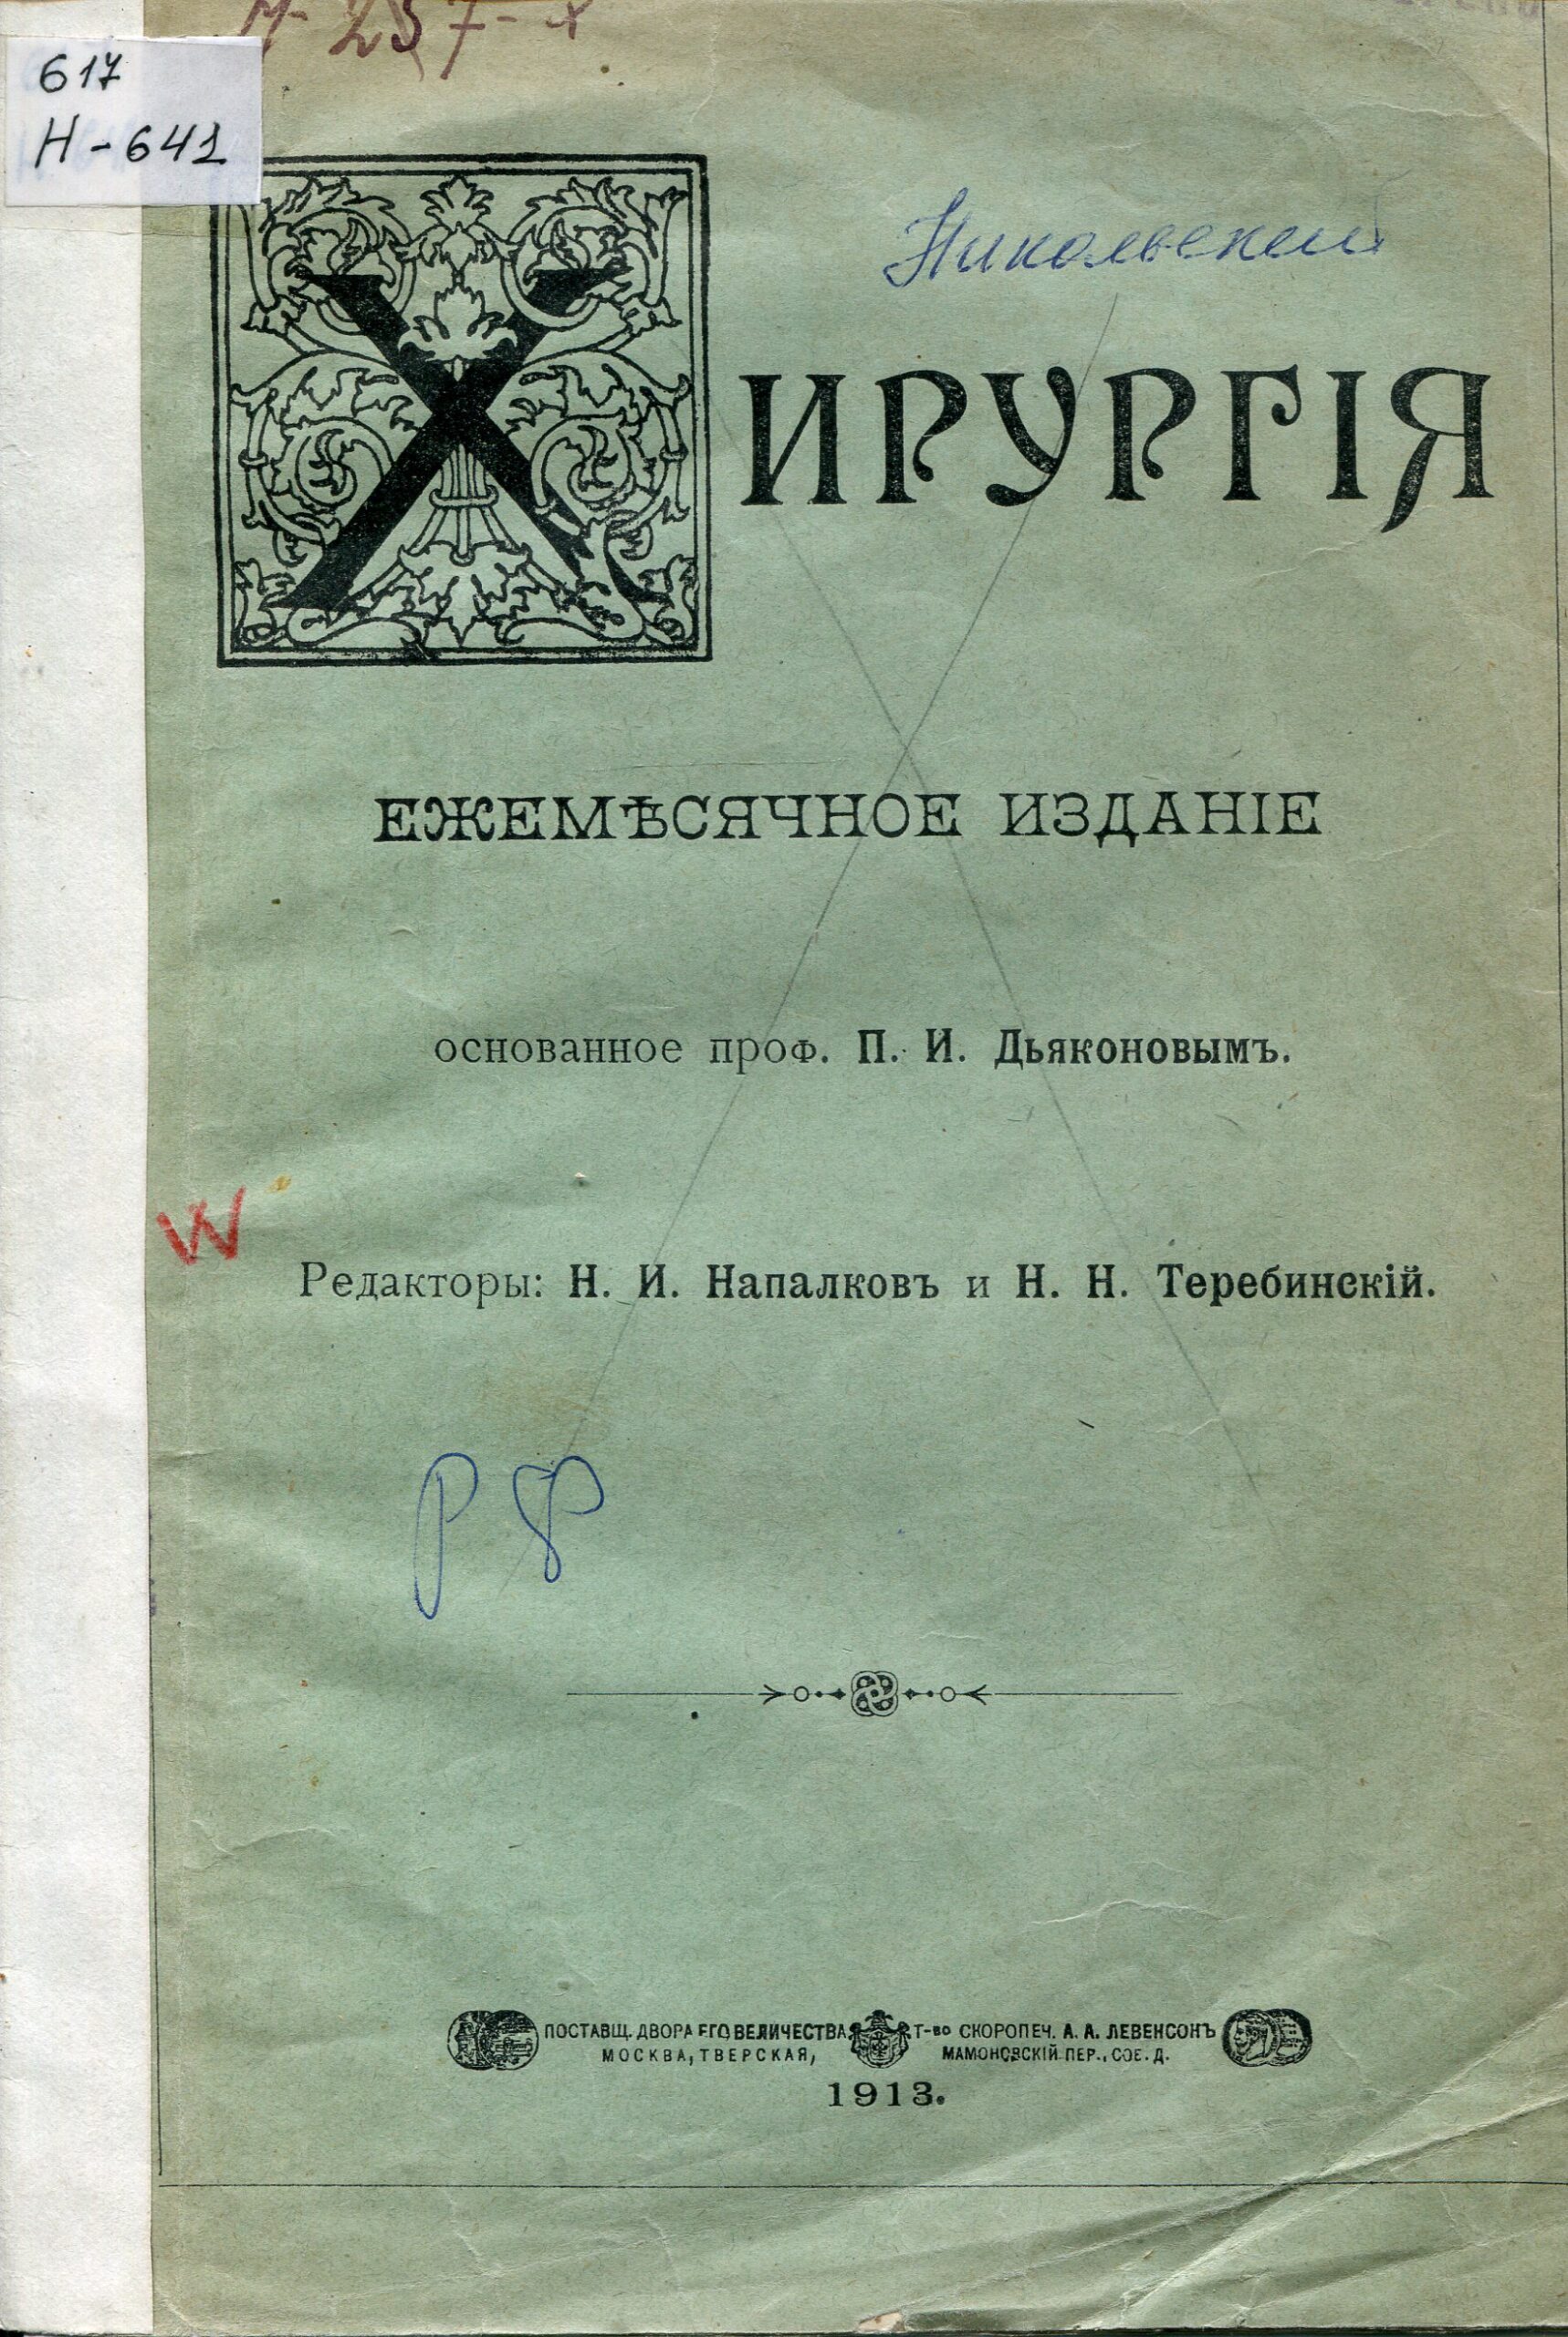 617
Н-641
Никольский
ХИРУРГІЯ
ЕЖЕМѢСЯЧНОЕ ИЗДАНІЕ
основанное проф. П. И. Дьяконовымъ.
W
Редакторы: Н. И. Напалковъ и Н. Н. Теребинскій.
РФ
ПОСТАВЩ. ДВОРА ЕГО ВЕЛИЧЕСТВА Т-во СКОРОПЕЧ. А. А. ЛЕВЕНСОНЪ
МОСКВА, ТВЕРСКАЯ, МАМОНОВСКІЙ ПЕР., СОБ. Д.
1913.